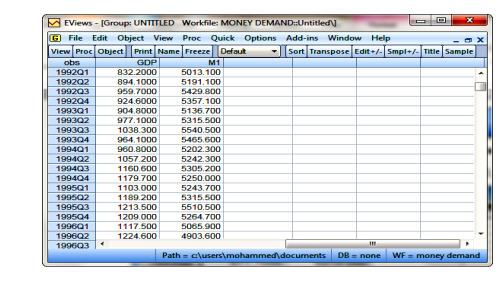 EViews - [Group: UNTITLED Workfile: MONEY DEMAND::Untitled\]
G File Edit Object View Proc Quick Options Add-ins Window Help
View Proc Object Print Name Freeze Default Sort Transpose Edit+/- Smpl+/- Title Sample
obs GDP M1
1992Q1 832.2000 5013.100
1992Q2 894.1000 5191.100
1992Q3 959.7000 5429.800
1992Q4 924.6000 5357.100
1993Q1 904.8000 5136.700
1993Q2 977.1000 5315.500
1993Q3 1038.300 5540.500
1993Q4 964.1000 5465.600
1994Q1 960.8000 5202.300
1994Q2 1057.200 5242.300
1994Q3 1160.600 5305.200
1994Q4 1179.700 5250.000
1995Q1 1103.000 5243.700
1995Q2 1189.200 5315.500
1995Q3 1213.500 5510.500
1995Q4 1209.000 5264.700
1996Q1 1117.500 5065.900
1996Q2 1224.600 4903.600
1996Q3
Path = c:\users\mohammed\documents DB = none WF = money demand